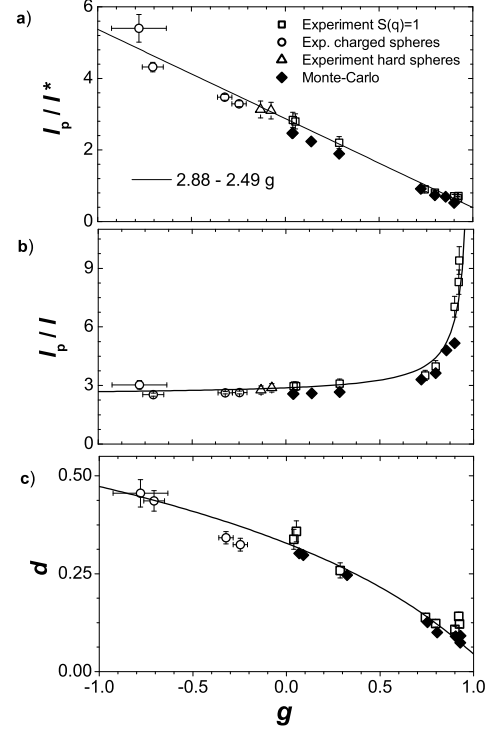 a)
6
4
2
0
l_p / l*
Experiment S(q)=1
Exp. charged spheres
Experiment hard spheres
Monte-Carlo
2.88 - 2.49 g
b)
9
6
3
0
l_p / l
c)
0.50
0.25
0.00
d
-1.0 -0.5 0.0 0.5 1.0
g